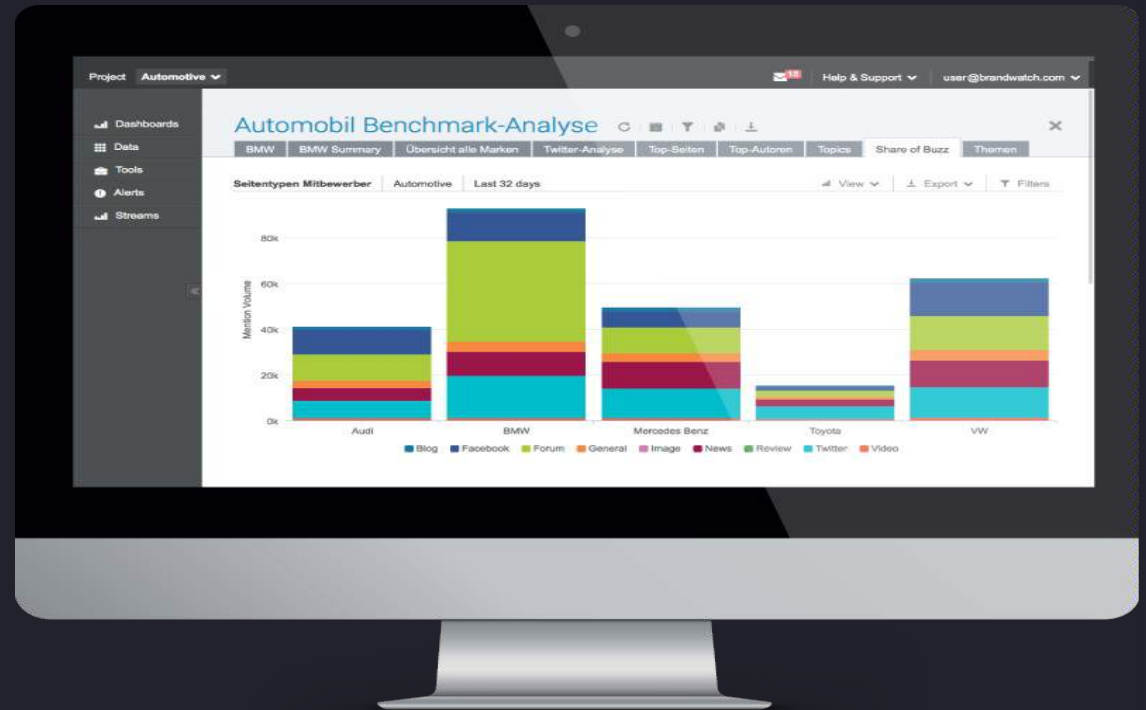 Project Automotive
18 Help & Support user@brandwatch.com
Dashboards
Data
Tools
Alerts
Streams
Automobil Benchmark-Analyse
BMW BMW Summary Übersicht alle Marken Twitter-Analyse Top-Seiten Top-Autoren Topics Share of Buzz Themen
Seitentypen Mitbewerber Automotive Last 32 days View Export Filters
Mention Volume
80k
60k
40k
20k
0k
Audi BMW Mercedes Benz Toyota VW
Blog Facebook Forum General Image News Review Twitter Video